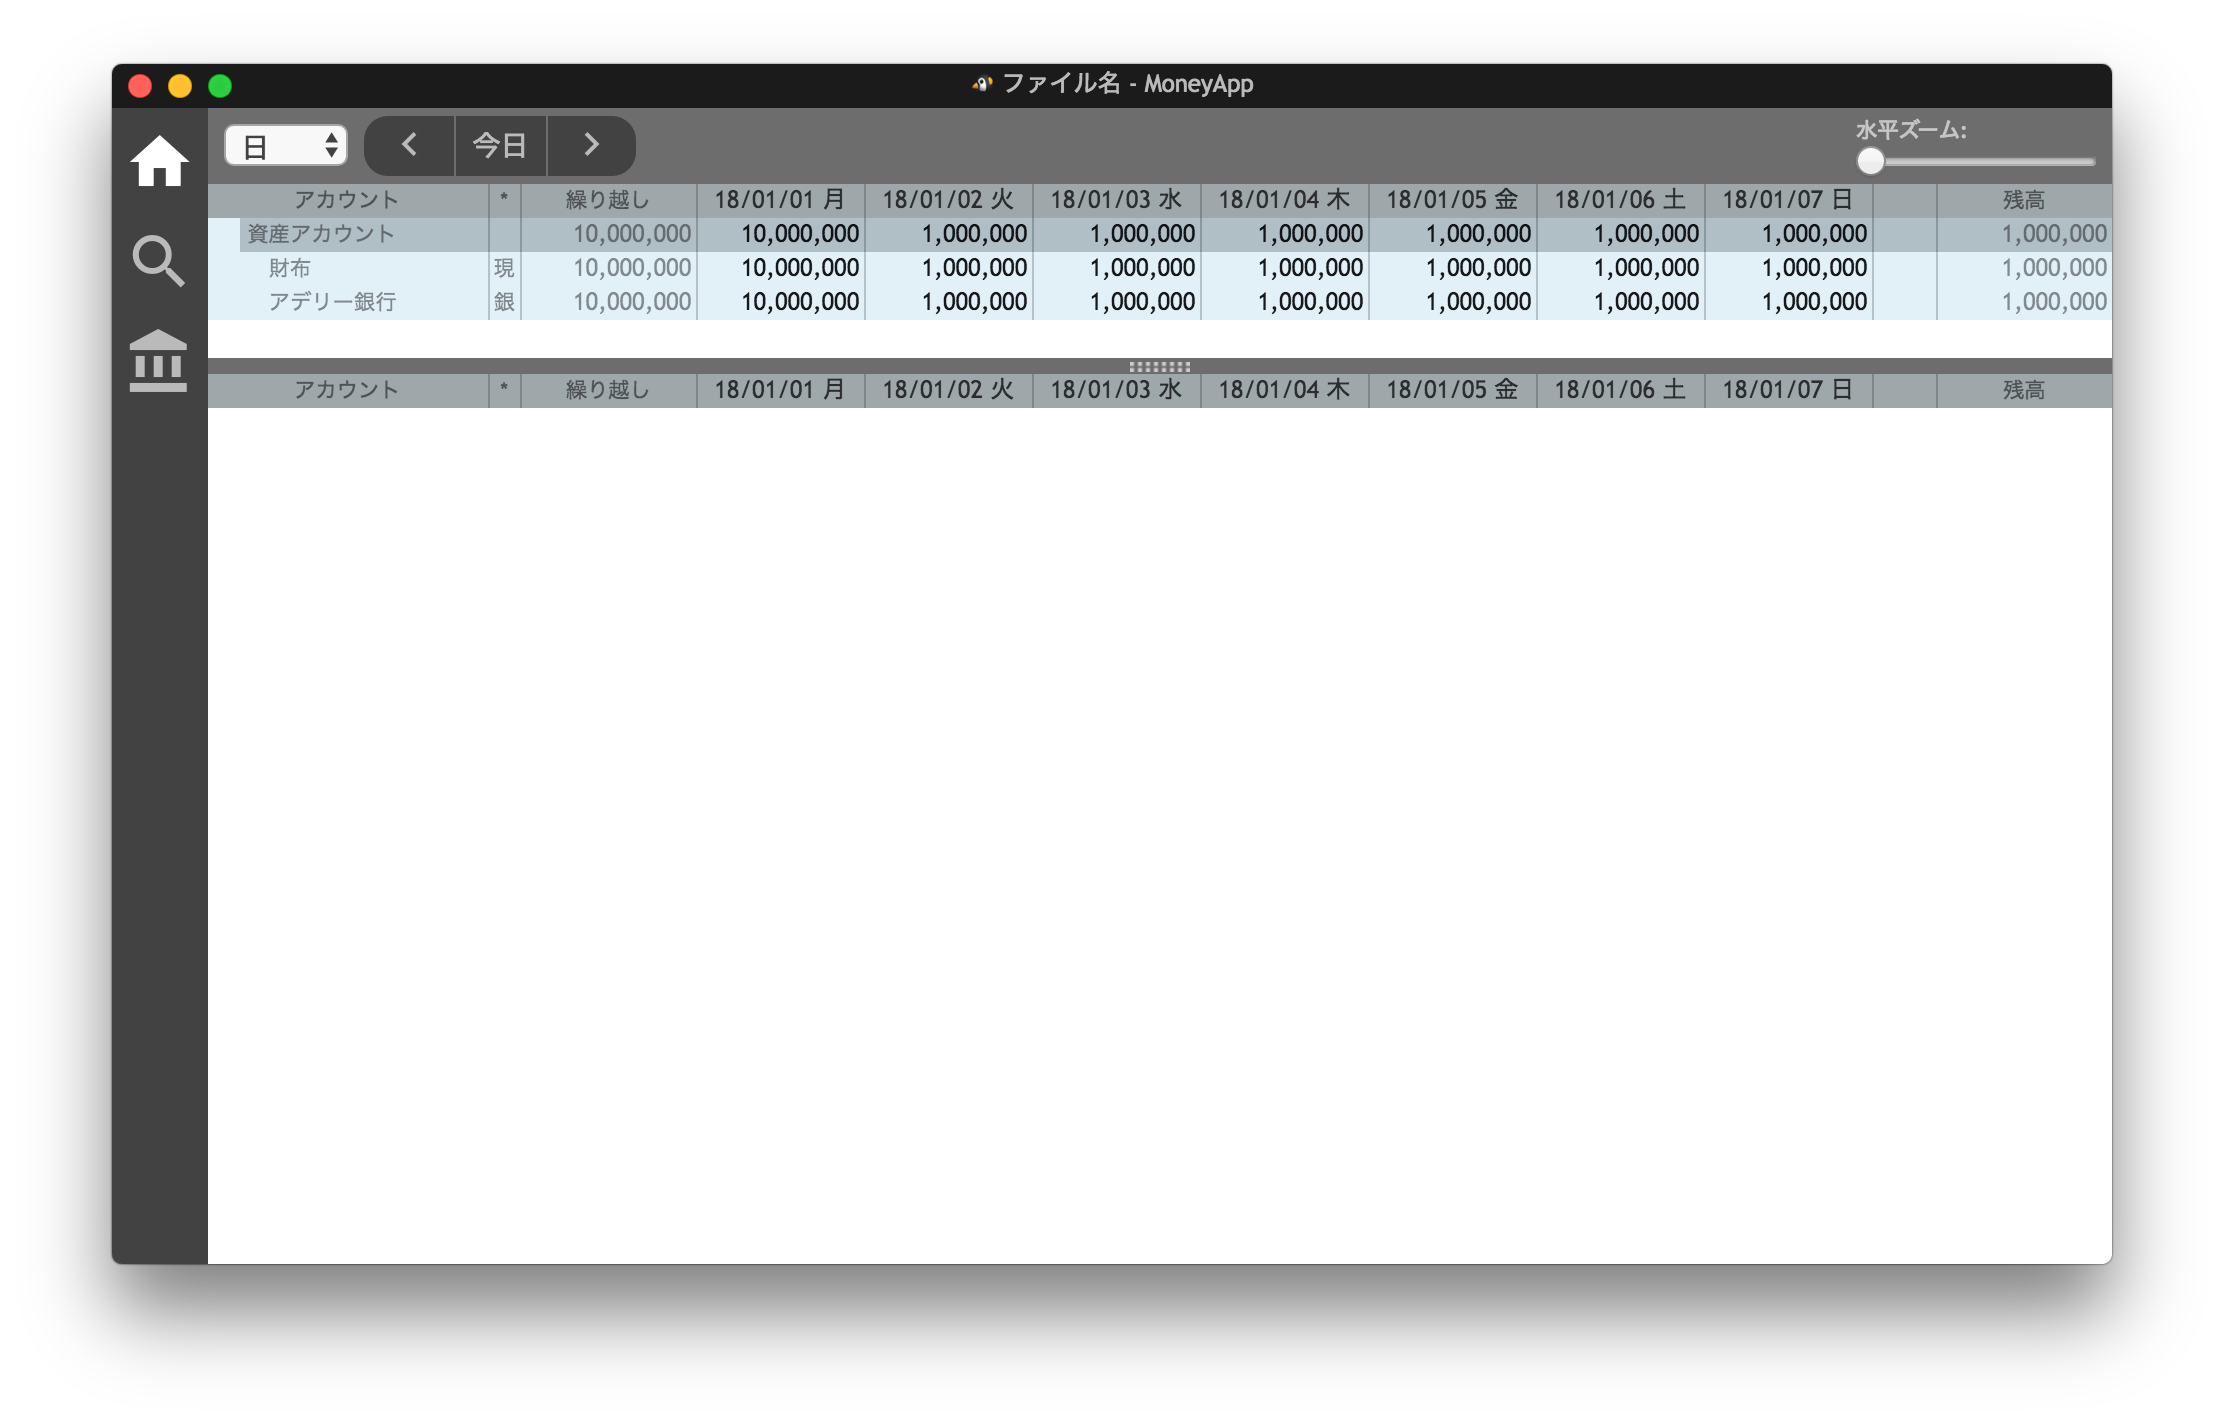 ファイル名 - MoneyApp
日 今日 水平ズーム:
アカウント * 繰り越し 18/01/01 月 18/01/02 火 18/01/03 水 18/01/04 木 18/01/05 金 18/01/06 土 18/01/07 日 残高
資産アカウント 10,000,000 10,000,000 1,000,000 1,000,000 1,000,000 1,000,000 1,000,000 1,000,000 1,000,000
財布 現 10,000,000 10,000,000 1,000,000 1,000,000 1,000,000 1,000,000 1,000,000 1,000,000 1,000,000
アデリー銀行 銀 10,000,000 10,000,000 1,000,000 1,000,000 1,000,000 1,000,000 1,000,000 1,000,000 1,000,000
アカウント * 繰り越し 18/01/01 月 18/01/02 火 18/01/03 水 18/01/04 木 18/01/05 金 18/01/06 土 18/01/07 日 残高